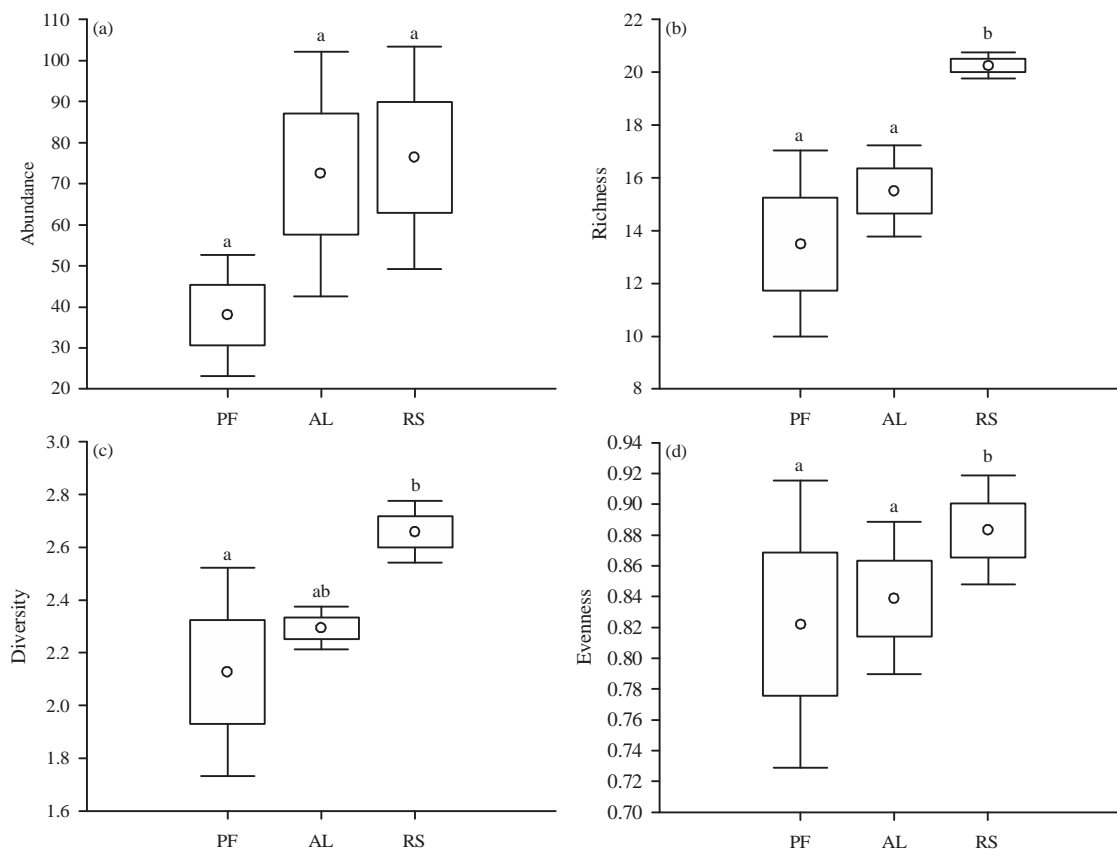 (a)
110
100
90
80
70
60
50
40
30
20
Abundance
a
a
a
PF AL RS
(b)
22
20
18
16
14
12
10
8
Richness
a
a
b
PF AL RS
(c)
3.0
2.8
2.6
2.4
2.2
2.0
1.8
1.6
Diversity
a
ab
b
PF AL RS
(d)
0.94
0.92
0.90
0.88
0.86
0.84
0.82
0.80
0.78
0.76
0.74
0.72
0.70
Evenness
a
a
b
PF AL RS